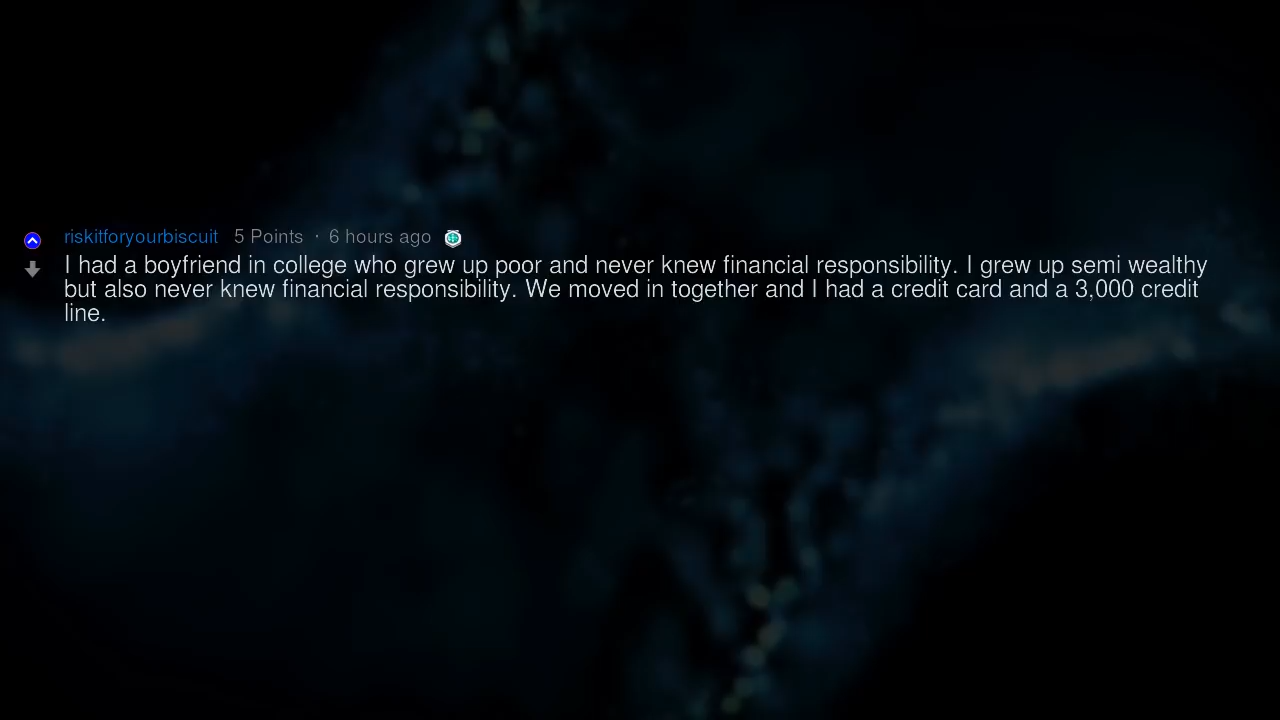 riskitforyourbiscuit 5 Points · 6 hours ago
I had a boyfriend in college who grew up poor and never knew financial responsibility. I grew up semi wealthy
but also never knew financial responsibility. We moved in together and I had a credit card and a 3,000 credit
line.